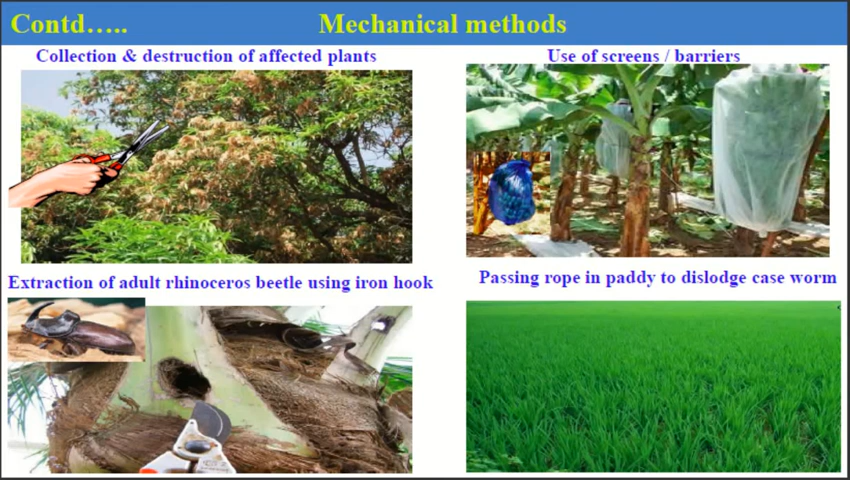 Contd….. Mechanical methods
Collection & destruction of affected plants
Use of screens / barriers
Extraction of adult rhinoceros beetle using iron hook
Passing rope in paddy to dislodge case worm